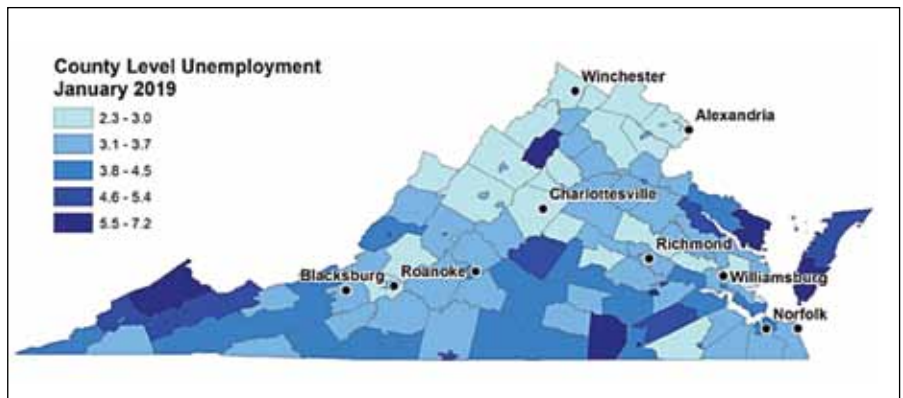 County Level Unemployment
January 2019
2.3 - 3.0
3.1 - 3.7
3.8 - 4.5
4.6 - 5.4
5.5 - 7.2
Winchester
Alexandria
Charlottesville
Richmond
Blacksburg
Roanoke
Williamsburg
Norfolk